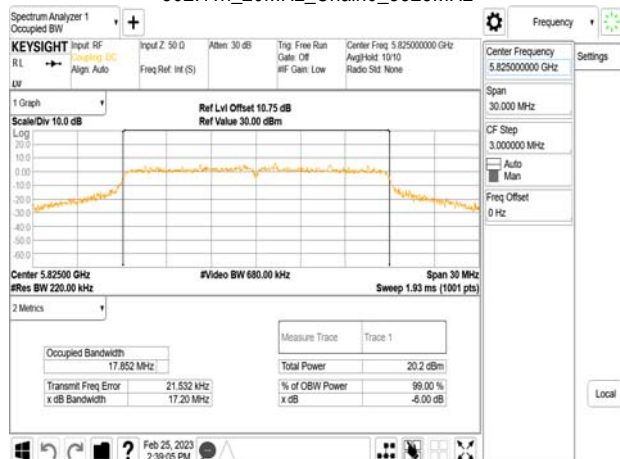 Spectrum Analyzer 1
Occupied BW
Frequency
KEYSIGHT
Input: RF
Coupling: DC
Align: Auto
Input Z: 50 Ω
Freq Ref: Int (S)
Atten: 30 dB
Trig: Free Run
Gate: Off
#IF Gain: Low
Center Freq: 5.825000000 GHz
Avg|Hold: 10/10
Radio Std: None
RL
Center Frequency
5.825000000 GHz
Settings
Span
30.000 MHz
CF Step
3.000000 MHz
Auto
Man
Freq Offset
0 Hz
Local
1 Graph
Scale/Div 10.0 dB
Ref Lvl Offset 10.75 dB
Ref Value 30.00 dBm
Log
20.0
10.0
0.00
-10.0
-20.0
-30.0
-40.0
-50.0
-60.0
Center 5.82500 GHz
#Video BW 680.00 kHz
Span 30 MHz
#Res BW 220.00 kHz
Sweep 1.93 ms (1001 pts)
2 Metrics
Measure Trace
Trace 1
Occupied Bandwidth
17.852 MHz
Total Power
20.2 dBm
Transmit Freq Error
21.532 kHz
% of OBW Power
99.00 %
x dB Bandwidth
17.20 MHz
x dB
-6.00 dB
Feb 25, 2023
2:39:05 PM